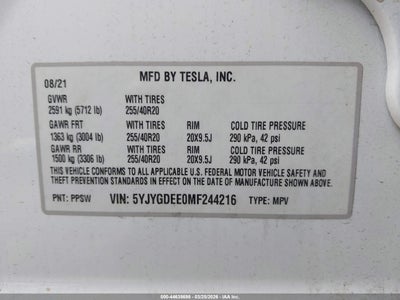 MFD BY TESLA, INC.
08/21
GVWR WITH TIRES
2591 kg (5712 lb) 255/40R20
GAWR FRT WITH TIRES RIM COLD TIRE PRESSURE
1363 kg (3004 lb) 255/40R20 20X9.5J 290 kPa, 42 psi
GAWR RR WITH TIRES RIM COLD TIRE PRESSURE
1500 kg (3306 lb) 255/40R20 20X9.5J 290 kPa, 42 psi
THIS VEHICLE CONFORMS TO ALL APPLICABLE U.S. FEDERAL MOTOR VEHICLE SAFETY AND
THEFT PREVENTION STANDARDS IN EFFECT ON THE DATE OF MANUFACTURE SHOWN ABOVE.
PNT: PPSW VIN: 5YJYGDEE0MF244216 TYPE: MPV